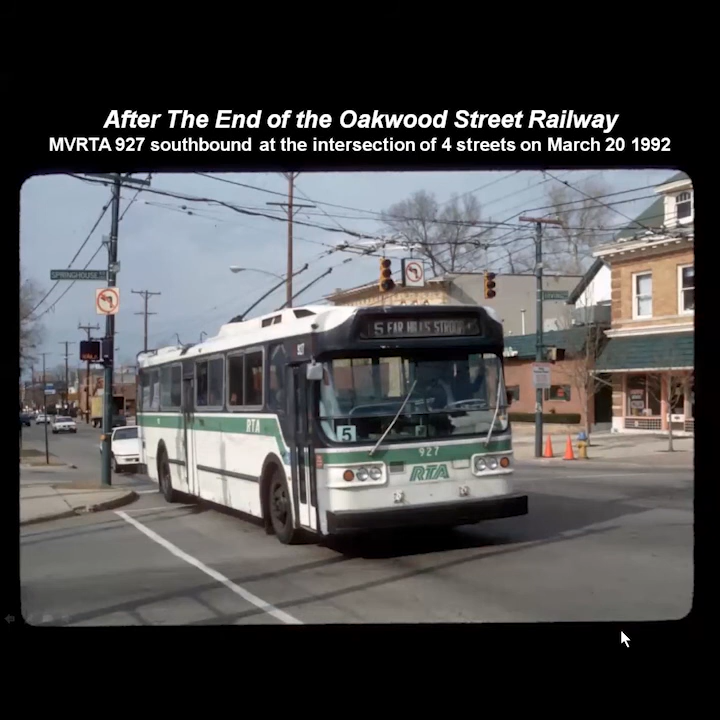 After The End of the Oakwood Street Railway
MVRTA 927 southbound at the intersection of 4 streets on March 20 1992
SPRINGHOUSE
5 FAR HILLS
927
RTA
5
927
RTA